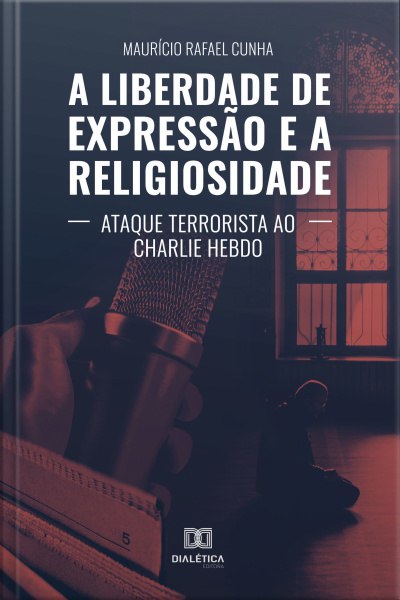 MAURÍCIO RAFAEL CUNHA
A LIBERDADE DE
EXPRESSÃO E A
RELIGIOSIDADE
ATAQUE TERRORISTA AO
CHARLIE HEBDO
5
DIALÉTICA
EDITORA